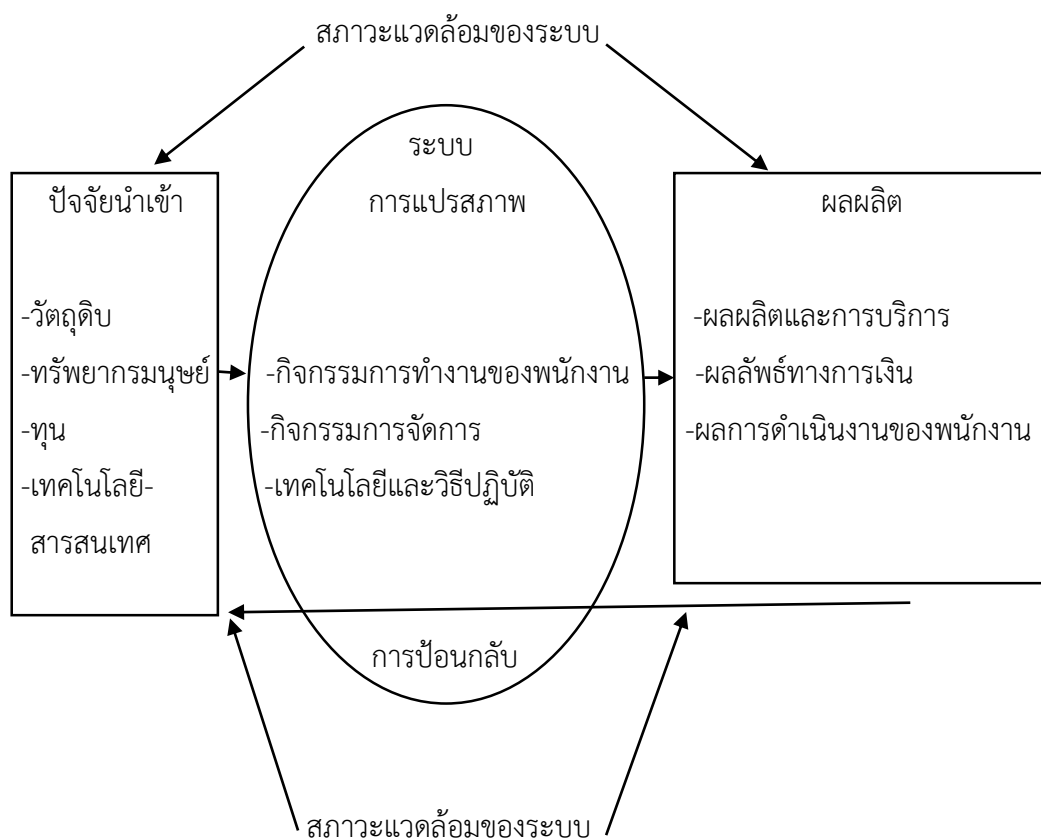 สภาวะแวดล้อมของระบบ
ปัจจัยนำเข้า
-วัตถุดิบ
-ทรัพยากรมนุษย์
-ทุน
-เทคโนโลยี-
สารสนเทศ
ระบบ
การแปรสภาพ
-กิจกรรมการทำงานของพนักงาน
-กิจกรรมการจัดการ
-เทคโนโลยีและวิธีปฏิบัติ
ผลผลิต
-ผลผลิตและการบริการ
-ผลลัพธ์ทางการเงิน
-ผลการดำเนินงานของพนักงาน
การป้อนกลับ
สภาวะแวดล้อมของระบบ